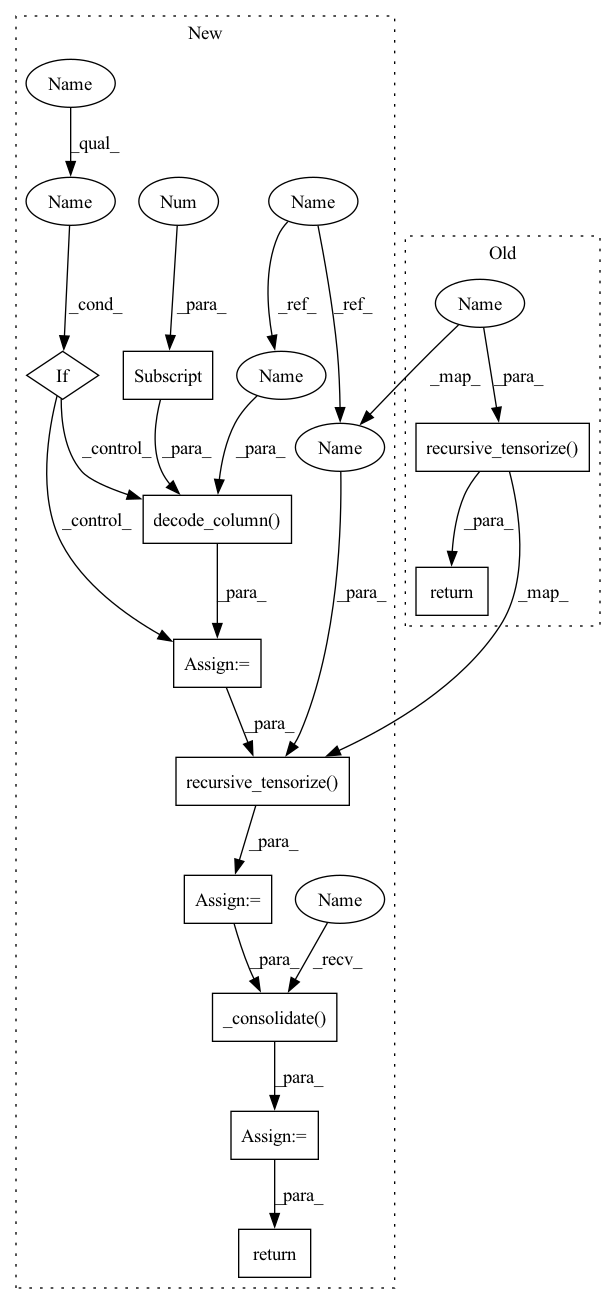 New
Name
_qual_
Name
Num
Name
Old
Name
_cond_
_para_
_ref_
_ref_
_map_
_para_
If
Subscript
Name
Name
recursive_tensorize()
_control_
_para_
_para_
_control_
decode_column()
_para_
_para_
_para_
_map_
return
Assign:=
_para_
recursive_tensorize()
_para_
Assign:=
Name
_para_
_recv_
_consolidate()
_para_
Assign:=
_para_
return